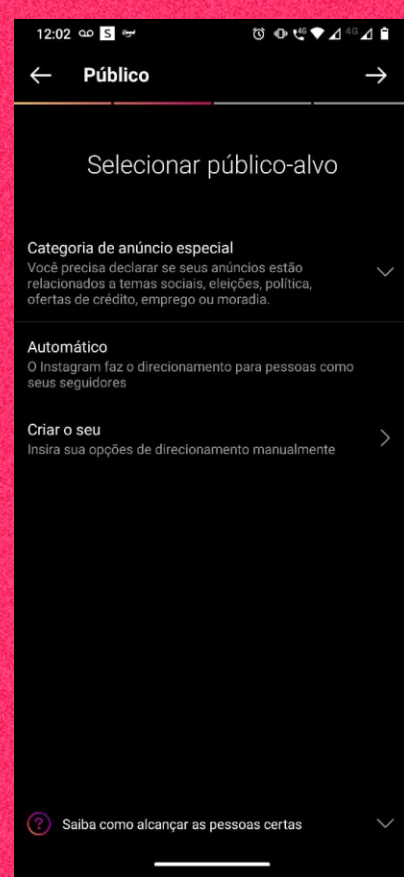 12:02 S 4G 4G
Público
Selecionar público-alvo
Categoria de anúncio especial
Você precisa declarar se seus anúncios estão
relacionados a temas sociais, eleições, política,
ofertas de crédito, emprego ou moradia.
Automático
O Instagram faz o direcionamento para pessoas como
seus seguidores
Criar o seu
Insira sua opções de direcionamento manualmente
? Saiba como alcançar as pessoas certas